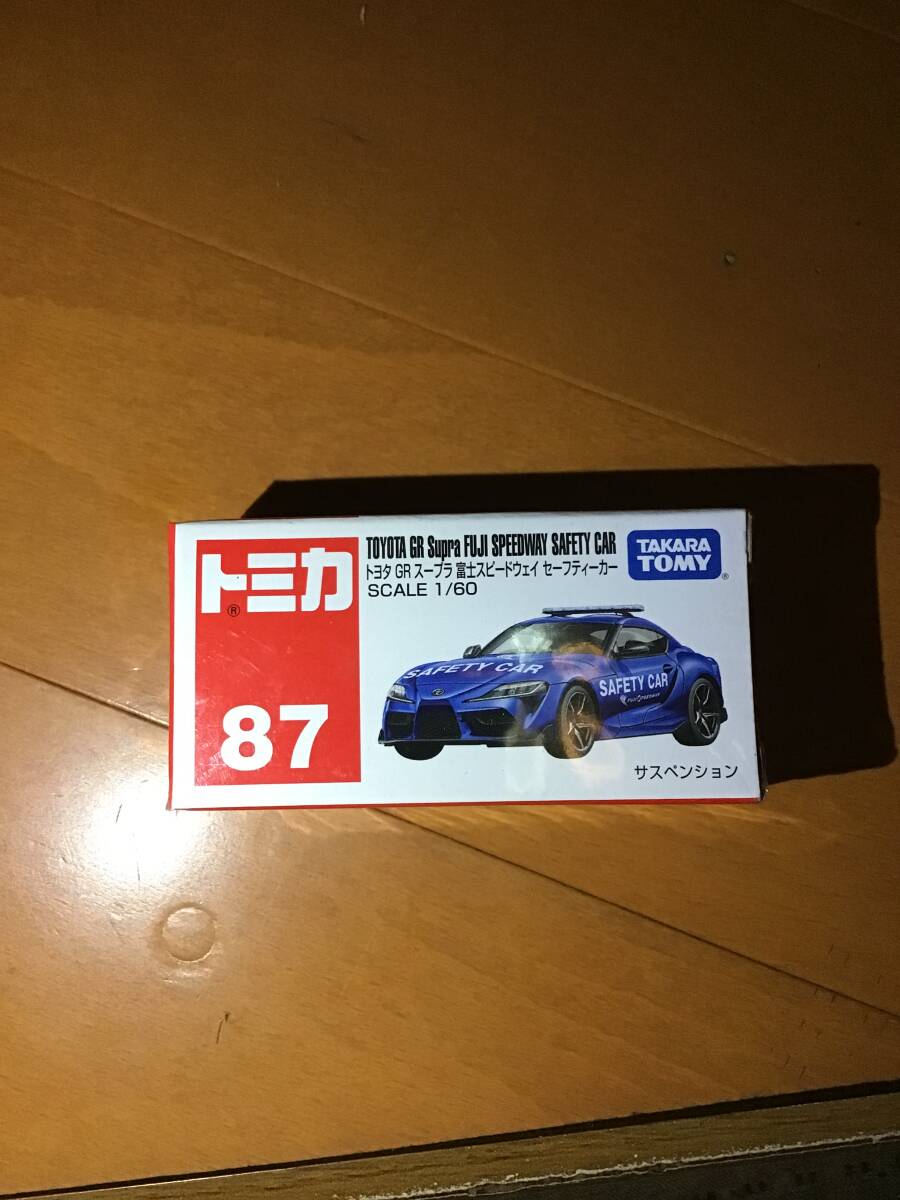 トミカ®
87
TOYOTA GR Supra FUJI SPEEDWAY SAFETY CAR
トヨタ GR スープラ 富士スピードウェイ セーフティーカー
SCALE 1/60
TAKARA
TOMY®
SAFETY CAR
SAFETY CAR
FUJI SPEEDWAY
サスペンション